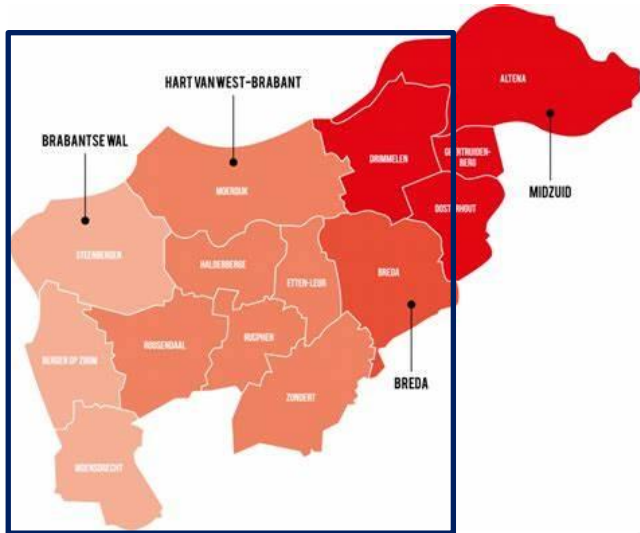 ALTENA
HART VAN WEST-BRABANT
BRABANTSE WAL
DRIMMELEN
GEERTRUIDEN-
BERG
MIDZUID
MOERDIJK
OOSTERHOUT
STEENBERGEN
HALDERBERGE
ETTEN-LEUR
BREDA
ROOSENDAAL
RUCPHEN
BERGEN OP ZOOM
BREDA
ZUNDERT
WOENSDRECHT